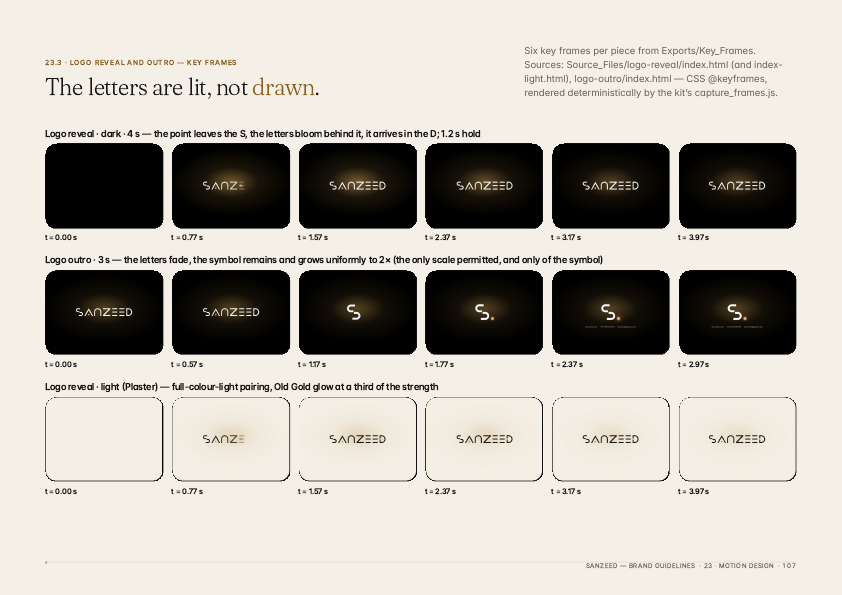 23.3 · LOGO REVEAL AND OUTRO — KEY FRAMES
The letters are lit, not drawn.
Six key frames per piece from Exports/Key_Frames.
Sources: Source_Files/logo-reveal/index.html (and index-
light.html), logo-outro/index.html — CSS @keyframes,
rendered deterministically by the kit's capture_frames.js.
Logo reveal · dark · 4 s — the point leaves the S, the letters bloom behind it, it arrives in the D; 1.2 s hold
SANZE
SANZEED
SANZEED
SANZEED
SANZEED
t = 0.00 s
t = 0.77 s
t = 1.57 s
t = 2.37 s
t = 3.17 s
t = 3.97 s
Logo outro · 3 s — the letters fade, the symbol remains and grows uniformly to 2× (the only scale permitted, and only of the symbol)
SANZEED
SANZEED
S
S.
S.
S.
t = 0.00 s
t = 0.57 s
t = 1.17 s
t = 1.77 s
t = 2.37 s
t = 2.97 s
Logo reveal · light (Plaster) — full-colour-light pairing, Old Gold glow at a third of the strength
SANZE
SANZEED
SANZEED
SANZEED
SANZEED
t = 0.00 s
t = 0.77 s
t = 1.57 s
t = 2.37 s
t = 3.17 s
t = 3.97 s
SANZEED — BRAND GUIDELINES · 23 · MOTION DESIGN · 107